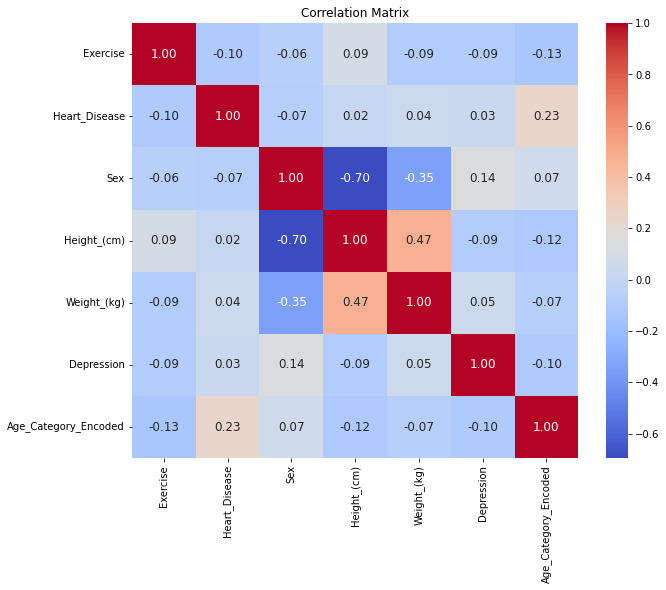 Correlation Matrix
Exercise 1.00 -0.10 -0.06 0.09 -0.09 -0.09 -0.13
Heart_Disease -0.10 1.00 -0.07 0.02 0.04 0.03 0.23
Sex -0.06 -0.07 1.00 -0.70 -0.35 0.14 0.07
Height_(cm) 0.09 0.02 -0.70 1.00 0.47 -0.09 -0.12
Weight_(kg) -0.09 0.04 -0.35 0.47 1.00 0.05 -0.07
Depression -0.09 0.03 0.14 -0.09 0.05 1.00 -0.10
Age_Category_Encoded -0.13 0.23 0.07 -0.12 -0.07 -0.10 1.00
Exercise
Heart_Disease
Sex
Height_(cm)
Weight_(kg)
Depression
Age_Category_Encoded
1.0
0.8
0.6
0.4
0.2
0.0
−0.2
−0.4
−0.6